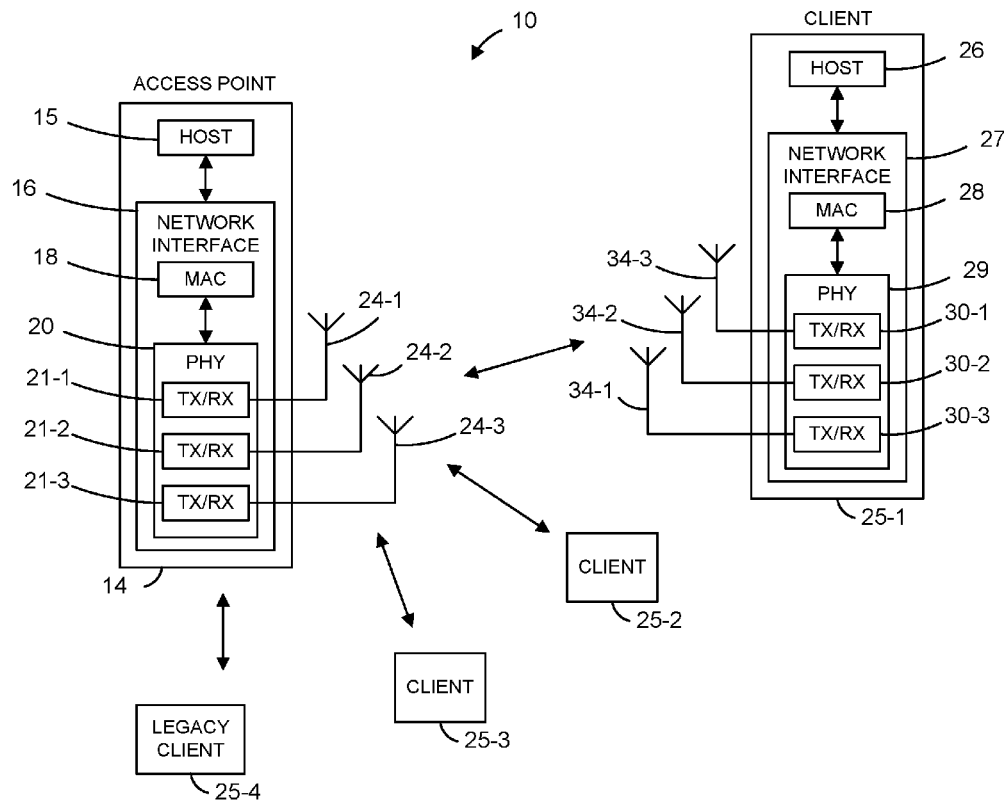 10
ACCESS POINT
15
HOST
16
NETWORK
INTERFACE
18
MAC
20
PHY
21-1
TX/RX
21-2
TX/RX
21-3
TX/RX
14
24-1
24-2
24-3
CLIENT
26
HOST
27
NETWORK
INTERFACE
28
MAC
29
PHY
34-3
30-1
TX/RX
34-2
30-2
TX/RX
34-1
30-3
TX/RX
25-1
CLIENT
25-2
CLIENT
25-3
LEGACY
CLIENT
25-4